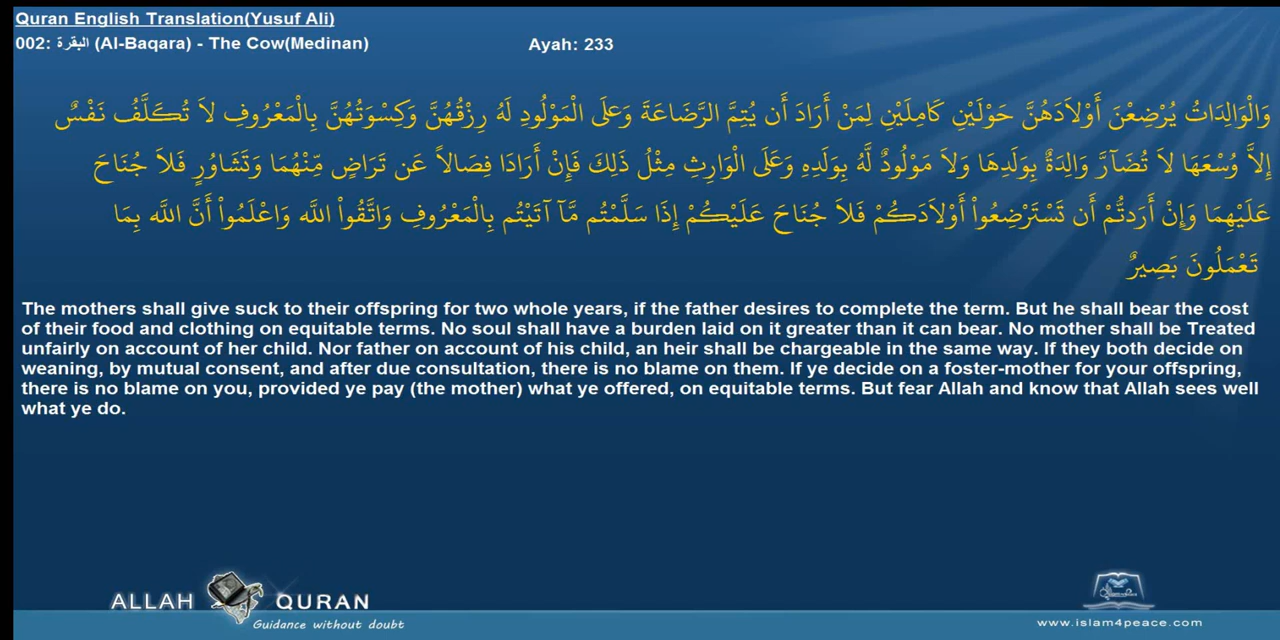 Quran English Translation(Yusuf Ali)
002: البقرة (Al-Baqara) - The Cow(Medinan) Ayah: 233
وَالْوَالِدَاتُ يُرْضِعْنَ أَوْلاَدَهُنَّ حَوْلَيْنِ كَامِلَيْنِ لِمَنْ أَرَادَ أَن يُتِمَّ الرَّضَاعَةَ وَعلَى الْمَوْلُودِ لَهُ رِزْقُهُنَّ وَكِسْوَتُهُنَّ بِالْمَعْرُوفِ لاَ تُكَلَّفُ نَفْسٌ
إِلاَّ وُسْعَهَا لاَ تُضَآرَّ وَالِدَةٌ بِوَلَدِهَا وَلاَ مَوْلُودٌ لَّهُ بِوَلَدِهِ وَعَلَى الْوَارِثِ مِثْلُ ذَلِكَ فَإِنْ أَرَادَا فِصَالاً عَن تَرَاضٍ مِّنْهُمَا وَتَشَاوُرٍ فَلاَ جُنَاحَ
عَلَيْهِمَا وَإِنْ أَرَدتُّمْ أَن تَسْتَرْضِعُواْ أَوْلاَدَكُمْ فَلاَ جُنَاحَ عَلَيْكُمْ إِذَا سَلَّمْتُم مَّآ آتَيْتُم بِالْمَعْرُوفِ وَاتَّقُواْ اللّه وَاعْلَمُواْ أَنَّ اللّه بِمَا
تَعْمَلُونَ بَصِيرٌ
The mothers shall give suck to their offspring for two whole years, if the father desires to complete the term. But he shall bear the cost
of their food and clothing on equitable terms. No soul shall have a burden laid on it greater than it can bear. No mother shall be Treated
unfairly on account of her child. Nor father on account of his child, an heir shall be chargeable in the same way. If they both decide on
weaning, by mutual consent, and after due consultation, there is no blame on them. If ye decide on a foster-mother for your offspring,
there is no blame on you, provided ye pay (the mother) what ye offered, on equitable terms. But fear Allah and know that Allah sees well
what ye do.
ALLAH QURAN
Guidance without doubt
www.islam4peace.com